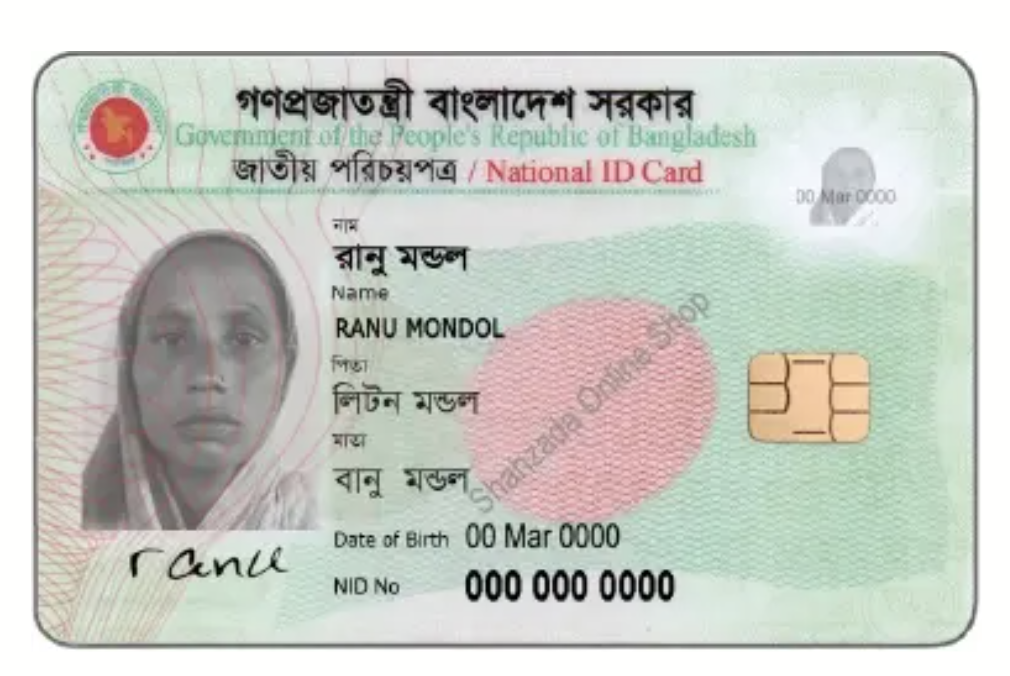 গণপ্রজাতন্ত্রী বাংলাদেশ সরকার
Government of the People's Republic of Bangladesh
জাতীয় পরিচয়পত্র / National ID Card
00 Mar 0000
নাম
রানু মন্ডল
Name
RANU MONDOL
পিতা
লিটন মন্ডল
মাতা
বানু মন্ডল
Shahzada Online Shop
Date of Birth 00 Mar 0000
ranu
NID No 000 000 0000